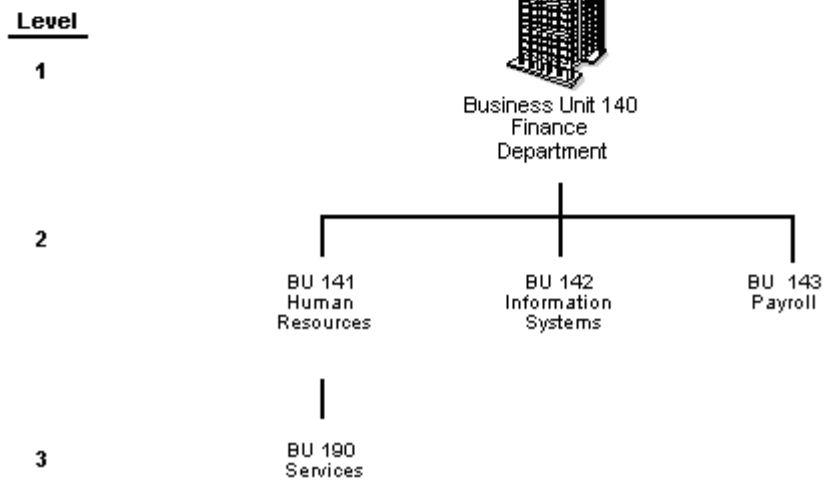 Level
1
Business Unit 140
Finance
Department
2
BU 141
Human
Resources
BU 142
Information
Systems
BU 143
Payroll
3
BU 190
Services